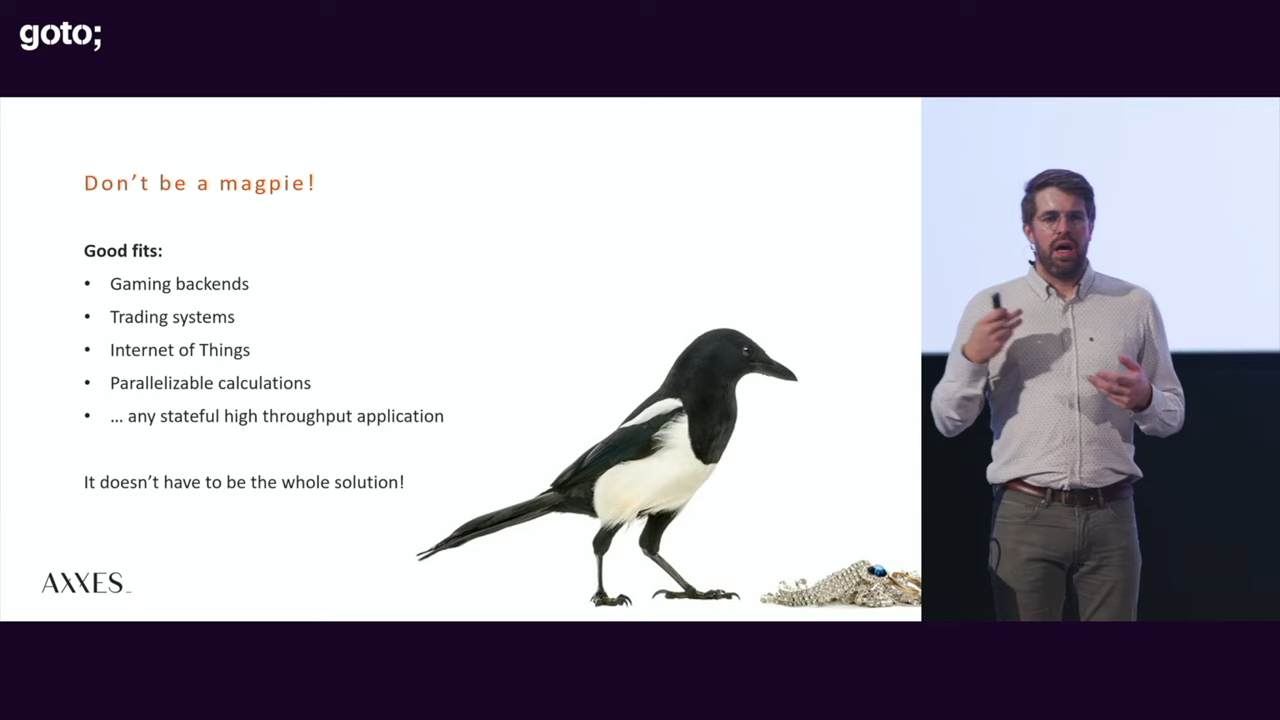 goto;
Don't be a magpie!
Good fits:
• Gaming backends
• Trading systems
• Internet of Things
• Parallelizable calculations
• … any stateful high throughput application
It doesn't have to be the whole solution!
AXXES_